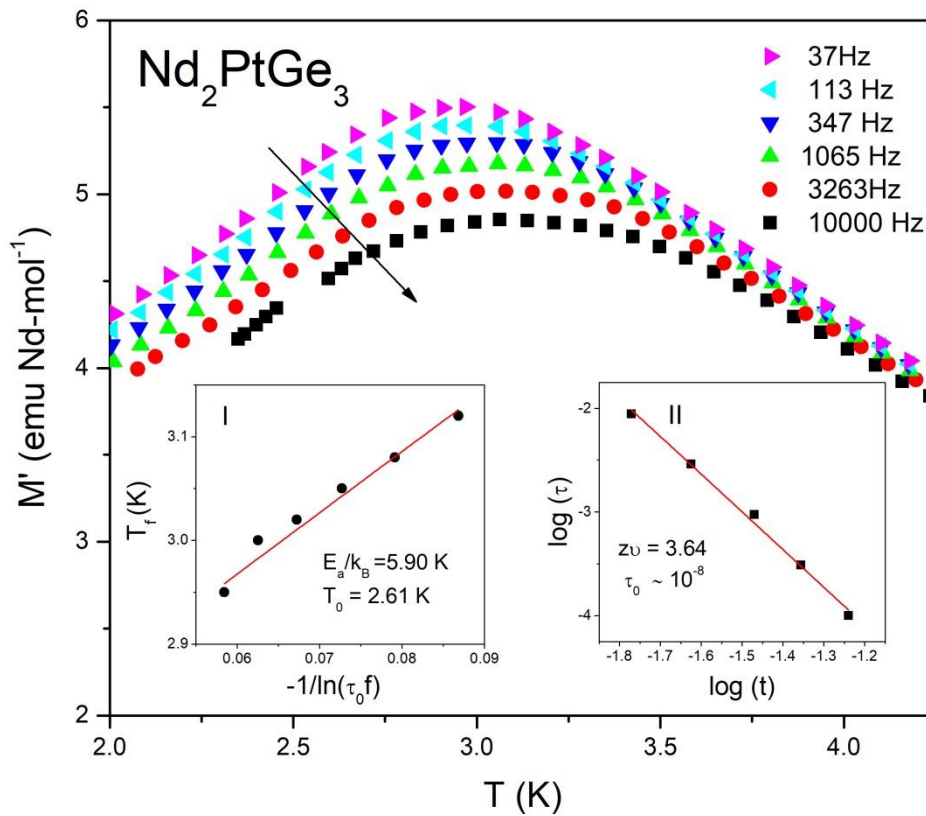 Nd₂PtGe₃
37Hz
113 Hz
347 Hz
1065 Hz
3263Hz
10000 Hz
M' (emu Nd-mol⁻¹)
6
5
4
3
2
2.0 2.5 3.0 3.5 4.0
T (K)
I
T_f (K)
3.1
3.0
2.9
E_a/k_B =5.90 K
T₀ = 2.61 K
0.06 0.07 0.08 0.09
-1/ln(τ₀f)
II
log (τ)
-2
-3
-4
zυ = 3.64
τ₀ ~ 10⁻⁸
-1.8 -1.7 -1.6 -1.5 -1.4 -1.3 -1.2
log (t)